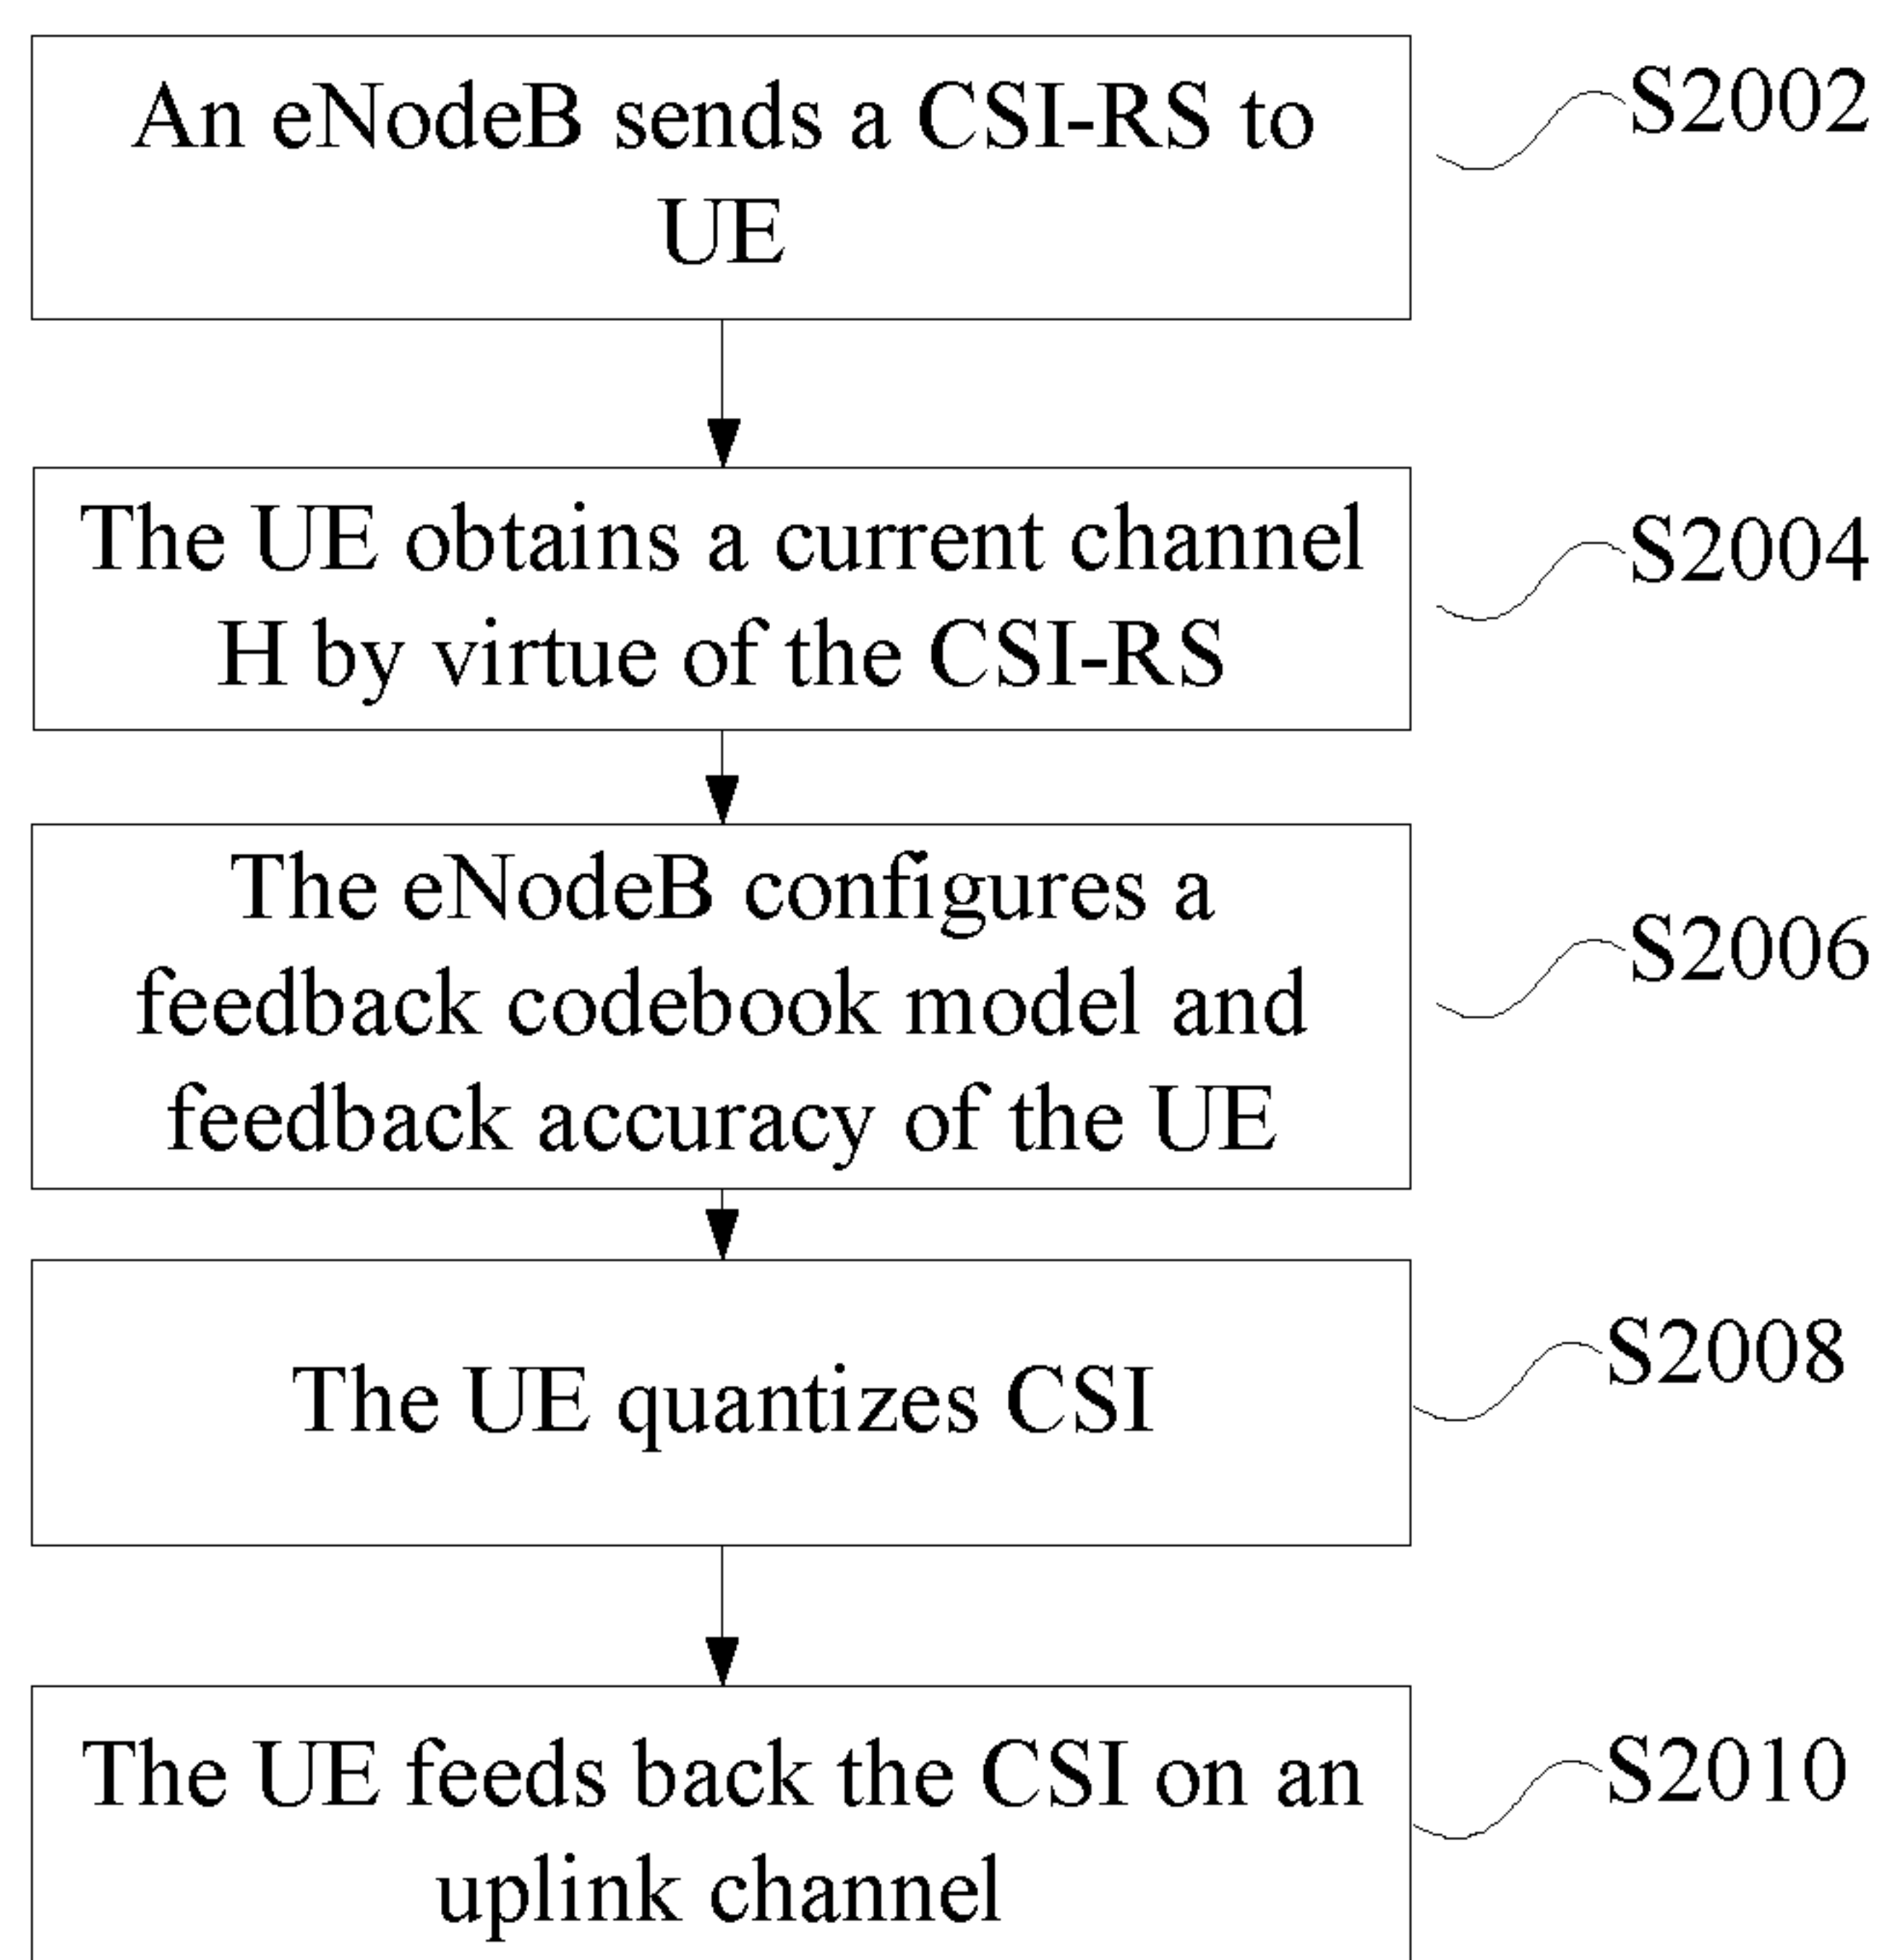 An eNodeB sends a CSI-RS to
UE
S2002
The UE obtains a current channel
H by virtue of the CSI-RS
S2004
The eNodeB configures a
feedback codebook model and
feedback accuracy of the UE
S2006
The UE quantizes CSI
S2008
The UE feeds back the CSI on an
uplink channel
S2010